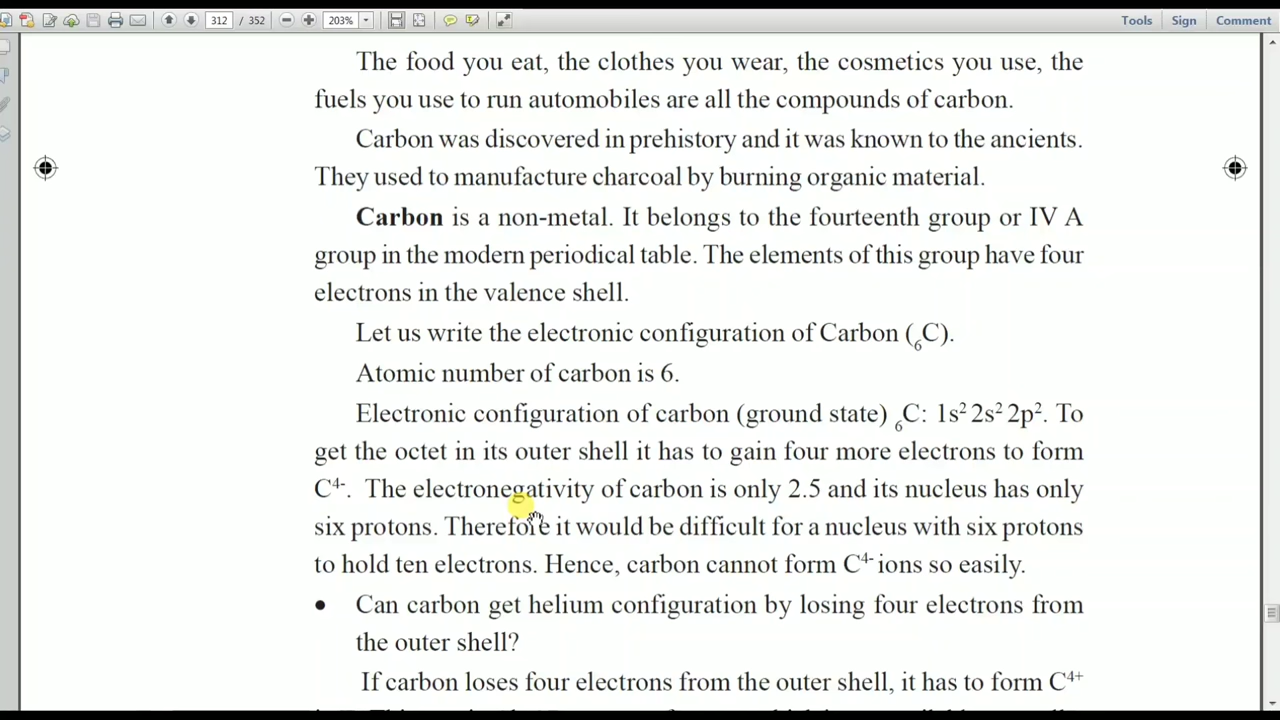 312 / 352 203% Tools Sign Comment
The food you eat, the clothes you wear, the cosmetics you use, the
fuels you use to run automobiles are all the compounds of carbon.
Carbon was discovered in prehistory and it was known to the ancients.
They used to manufacture charcoal by burning organic material.
Carbon is a non-metal. It belongs to the fourteenth group or IV A
group in the modern periodical table. The elements of this group have four
electrons in the valence shell.
Let us write the electronic configuration of Carbon (₆C).
Atomic number of carbon is 6.
Electronic configuration of carbon (ground state) ₆C: 1s² 2s² 2p². To
get the octet in its outer shell it has to gain four more electrons to form
C⁴⁻. The electronegativity of carbon is only 2.5 and its nucleus has only
six protons. Therefore it would be difficult for a nucleus with six protons
to hold ten electrons. Hence, carbon cannot form C⁴⁻ ions so easily.
• Can carbon get helium configuration by losing four electrons from
the outer shell?
If carbon loses four electrons from the outer shell, it has to form C⁴⁺